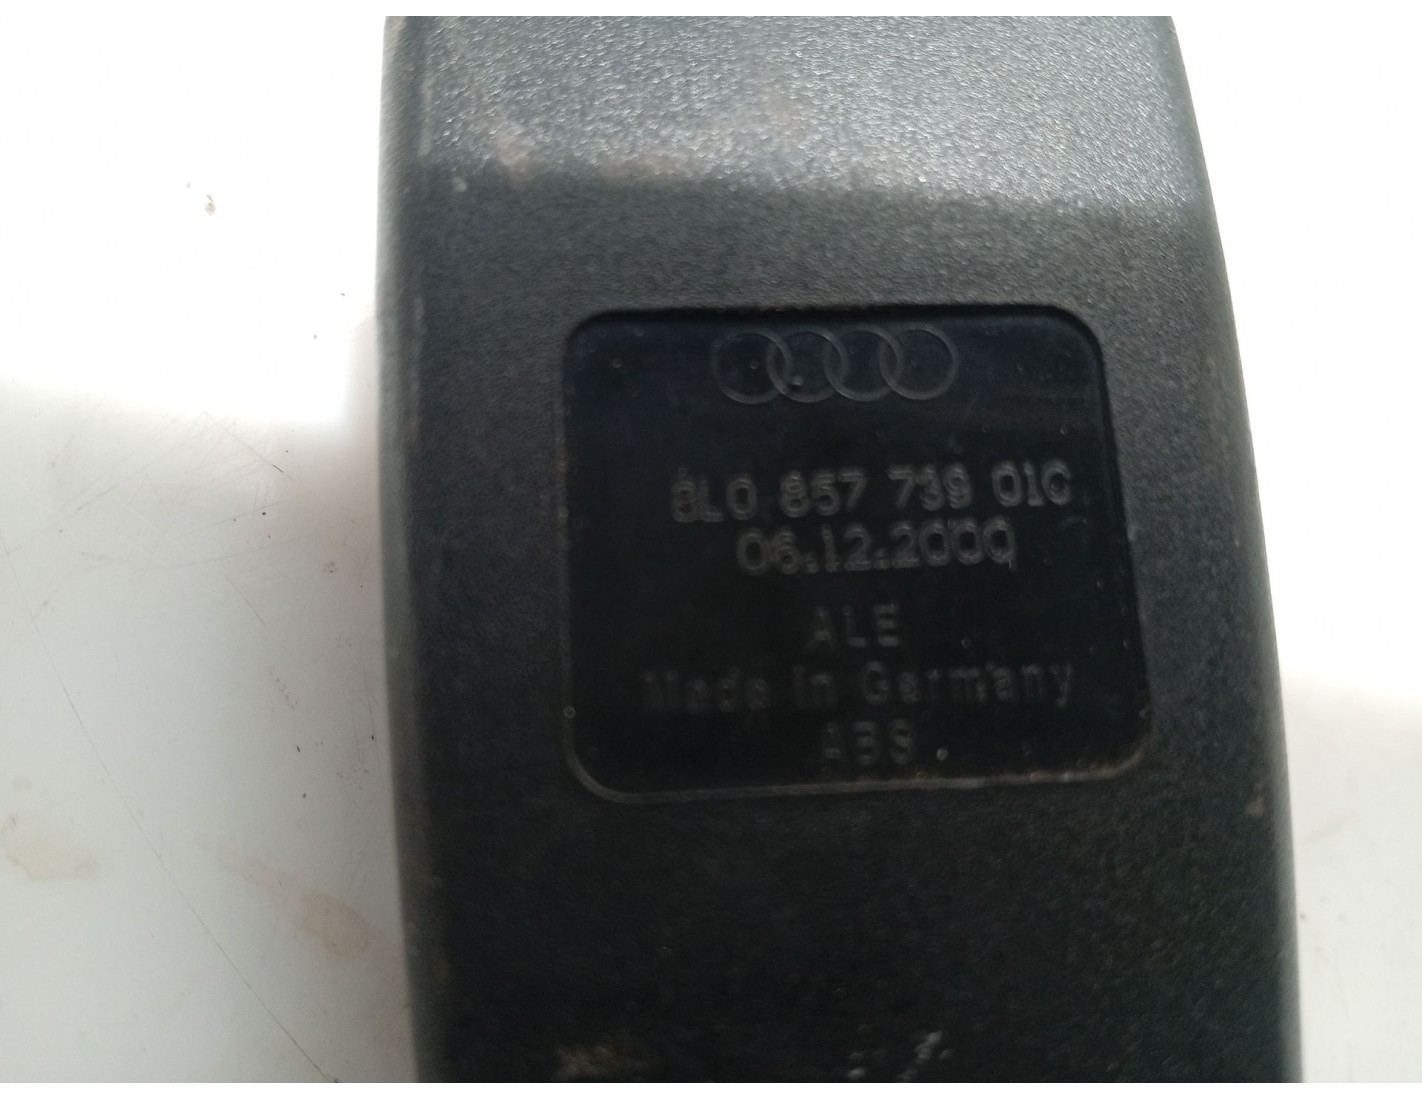 8L0 857 739 01C
06.12.2000
ALE
Made in Germany
ABS